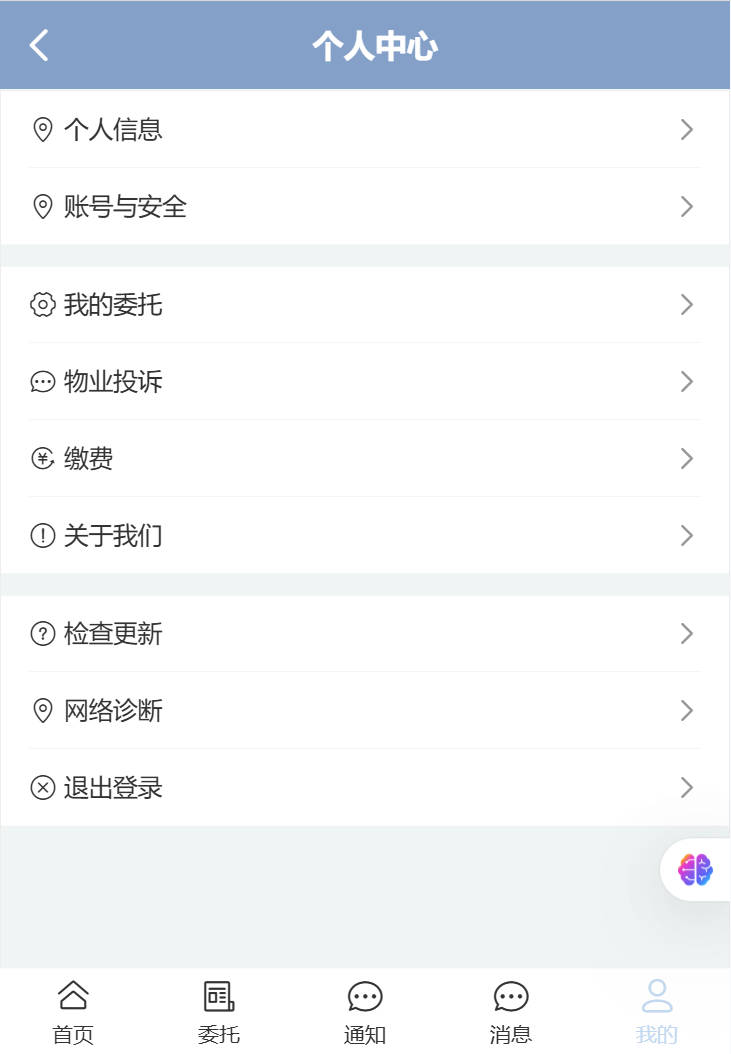 个人中心
个人信息
账号与安全
我的委托
物业投诉
缴费
关于我们
检查更新
网络诊断
退出登录
首页 委托 通知 消息 我的